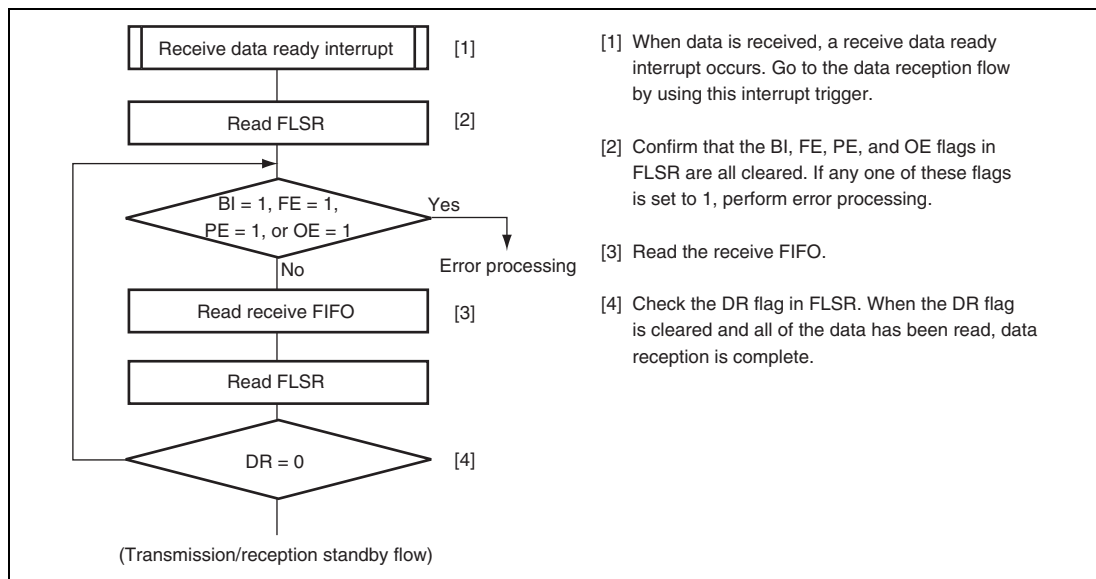 Receive data ready interrupt
[1]
Read FLSR
[2]
BI = 1, FE = 1,
PE = 1, or OE = 1
Yes
Error processing
No
Read receive FIFO
[3]
Read FLSR
DR = 0
[4]
(Transmission/reception standby flow)
[1] When data is received, a receive data ready
interrupt occurs. Go to the data reception flow
by using this interrupt trigger.
[2] Confirm that the BI, FE, PE, and OE flags in
FLSR are all cleared. If any one of these flags
is set to 1, perform error processing.
[3] Read the receive FIFO.
[4] Check the DR flag in FLSR. When the DR flag
is cleared and all of the data has been read, data
reception is complete.